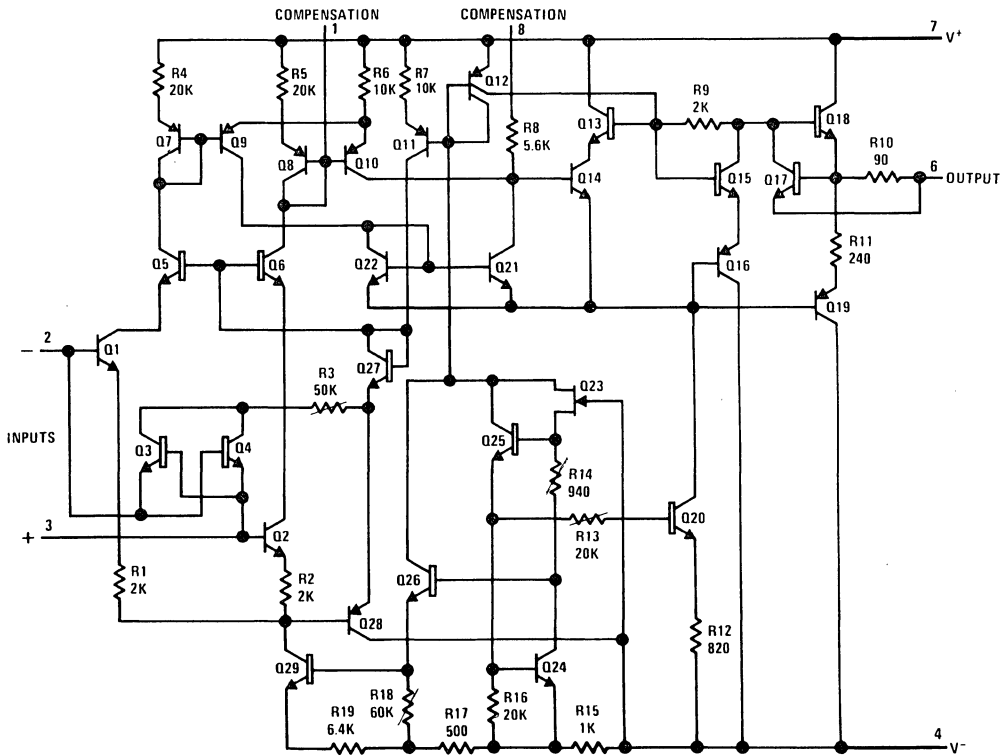 COMPENSATION
1
COMPENSATION
8
7
V+
R4
20K
R5
20K
R6
10K
R7
10K
Q12
R8
5.6K
R9
2K
Q13
Q18
R10
90
6
OUTPUT
Q7
Q9
Q8
Q10
Q11
Q14
Q15
Q17
R11
240
Q5
Q6
Q22
Q21
Q16
Q19
2
−
Q1
Q27
R3
50K
Q23
INPUTS
Q3
Q4
Q25
R14
940
3
+
Q2
R13
20K
Q20
R1
2K
R2
2K
Q26
Q28
R12
820
Q29
R18
60K
Q24
R16
20K
R19
6.4K
R17
500
R15
1K
4
V−